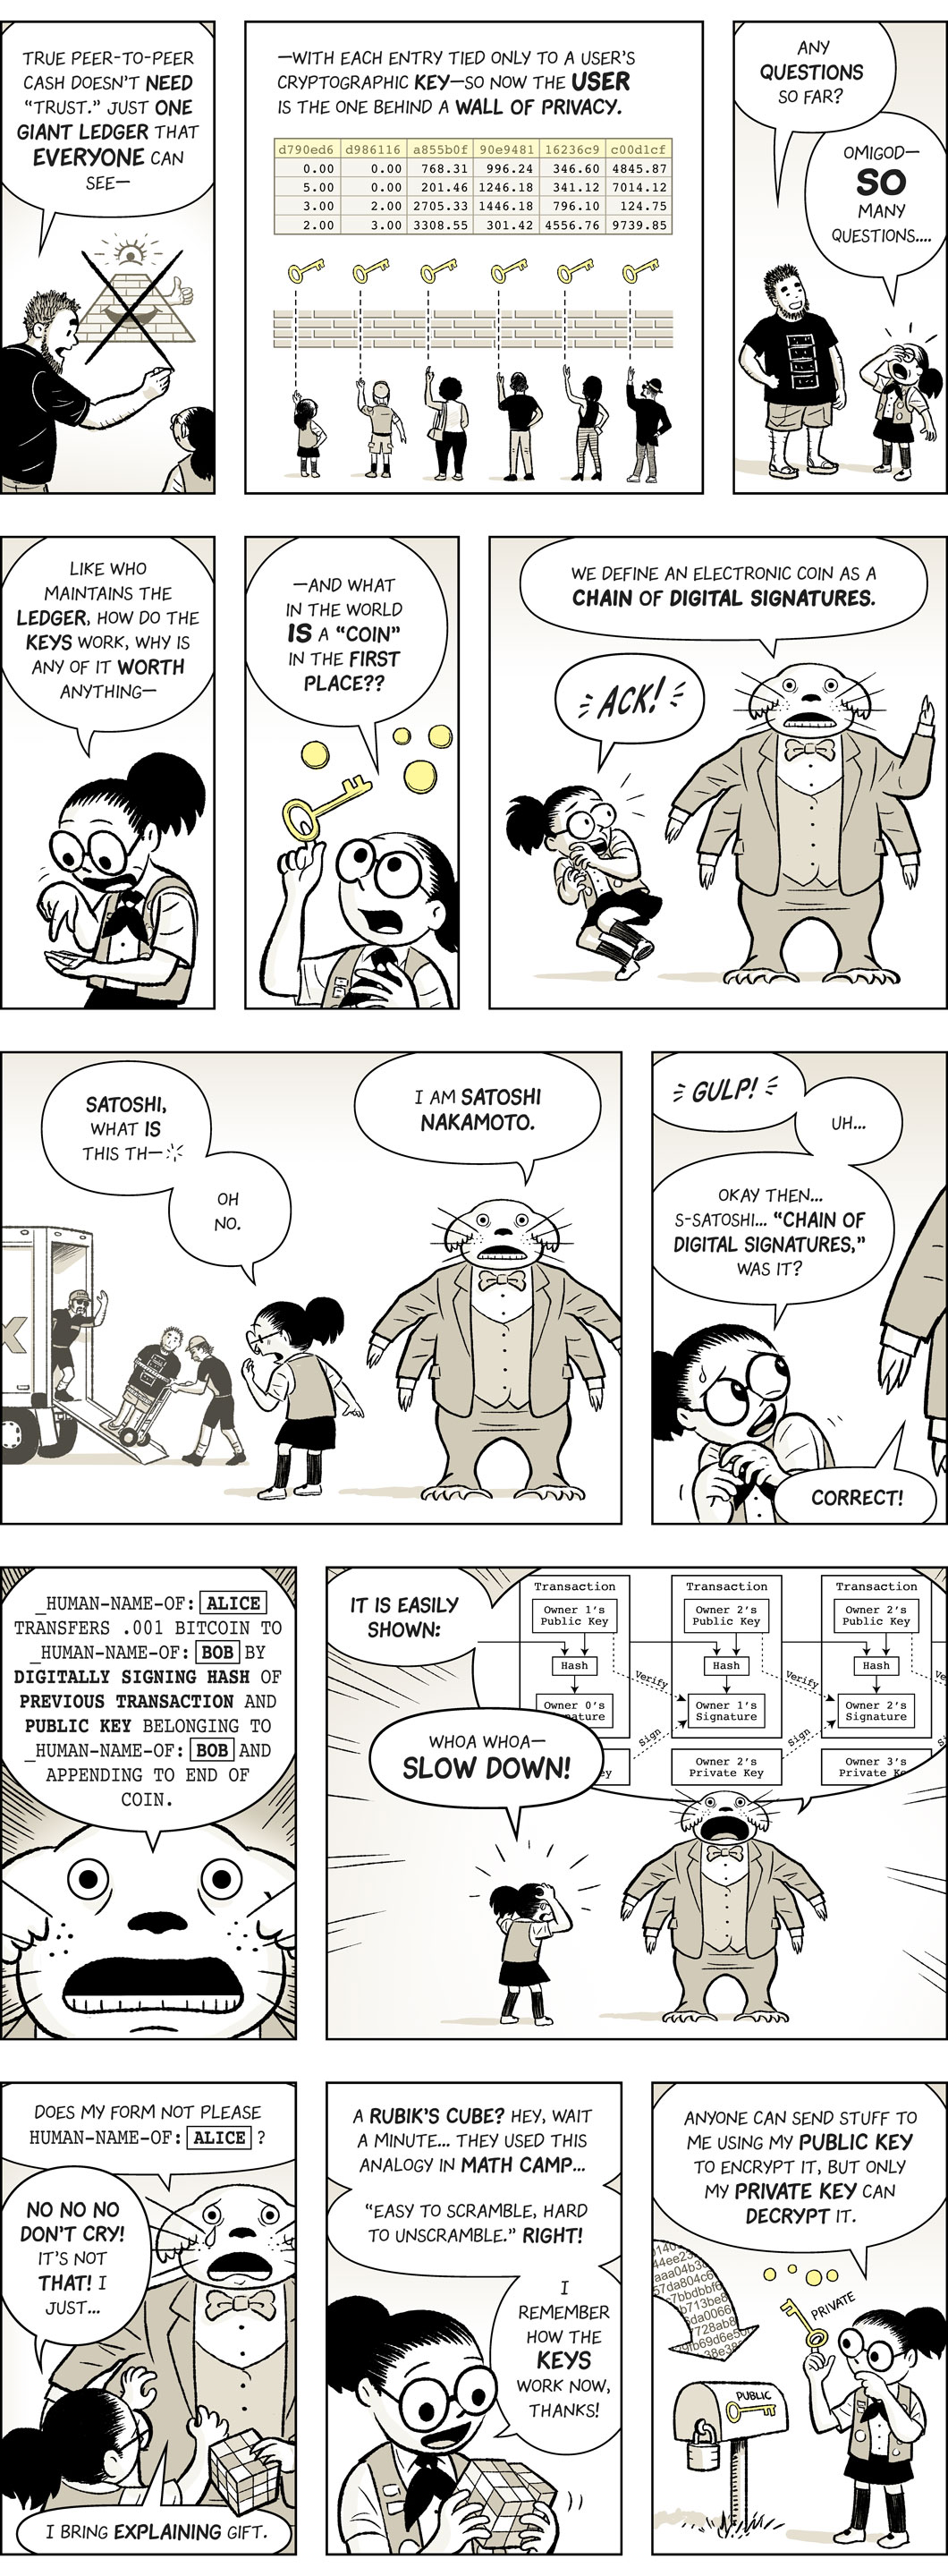 TRUE PEER-TO-PEER
CASH DOESN'T NEED
"TRUST." JUST ONE
GIANT LEDGER THAT
EVERYONE CAN
SEE—
—WITH EACH ENTRY TIED ONLY TO A USER'S
CRYPTOGRAPHIC KEY—SO NOW THE USER
IS THE ONE BEHIND A WALL OF PRIVACY.
d790ed6 d986116 a855b0f 90e9481 16236c9 c00d1cf
0.00 0.00 768.31 996.24 346.60 4845.87
5.00 0.00 201.46 1246.18 341.12 7014.12
3.00 2.00 2705.33 1446.18 796.10 124.75
2.00 3.00 3308.55 301.42 4556.76 9739.85
ANY
QUESTIONS
SO FAR?
OMIGOD—
SO
MANY
QUESTIONS....
LIKE WHO
MAINTAINS THE
LEDGER, HOW DO THE
KEYS WORK, WHY IS
ANY OF IT WORTH
ANYTHING—
—AND WHAT
IN THE WORLD
IS A "COIN"
IN THE FIRST
PLACE??
WE DEFINE AN ELECTRONIC COIN AS A
CHAIN OF DIGITAL SIGNATURES.
ACK!
SATOSHI,
WHAT IS
THIS TH—
OH
NO.
I AM SATOSHI
NAKAMOTO.
GULP!
UH...
OKAY THEN...
S-SATOSHI... "CHAIN OF
DIGITAL SIGNATURES,"
WAS IT?
CORRECT!
_HUMAN-NAME-OF: ALICE
TRANSFERS .001 BITCOIN TO
_HUMAN-NAME-OF: BOB BY
DIGITALLY SIGNING HASH OF
PREVIOUS TRANSACTION AND
PUBLIC KEY BELONGING TO
_HUMAN-NAME-OF: BOB AND
APPENDING TO END OF
COIN.
IT IS EASILY
SHOWN:
Transaction
Owner 1's
Public Key
Hash
Owner 0's
Signature
Verify
Sign
Transaction
Owner 2's
Public Key
Hash
Owner 1's
Signature
Owner 2's
Private Key
Verify
Sign
Transaction
Owner 3's
Public Key
Hash
Owner 2's
Signature
Owner 3's
Private Ke
WHOA WHOA—
SLOW DOWN!
DOES MY FORM NOT PLEASE
HUMAN-NAME-OF: ALICE ?
NO NO NO
DON'T CRY!
IT'S NOT
THAT! I
JUST...
I BRING EXPLAINING GIFT.
A RUBIK'S CUBE? HEY, WAIT
A MINUTE... THEY USED THIS
ANALOGY IN MATH CAMP...
"EASY TO SCRAMBLE, HARD
TO UNSCRAMBLE." RIGHT!
I
REMEMBER
HOW THE
KEYS
WORK NOW,
THANKS!
ANYONE CAN SEND STUFF TO
ME USING MY PUBLIC KEY
TO ENCRYPT IT, BUT ONLY
MY PRIVATE KEY CAN
DECRYPT IT.
PRIVATE
PUBLIC